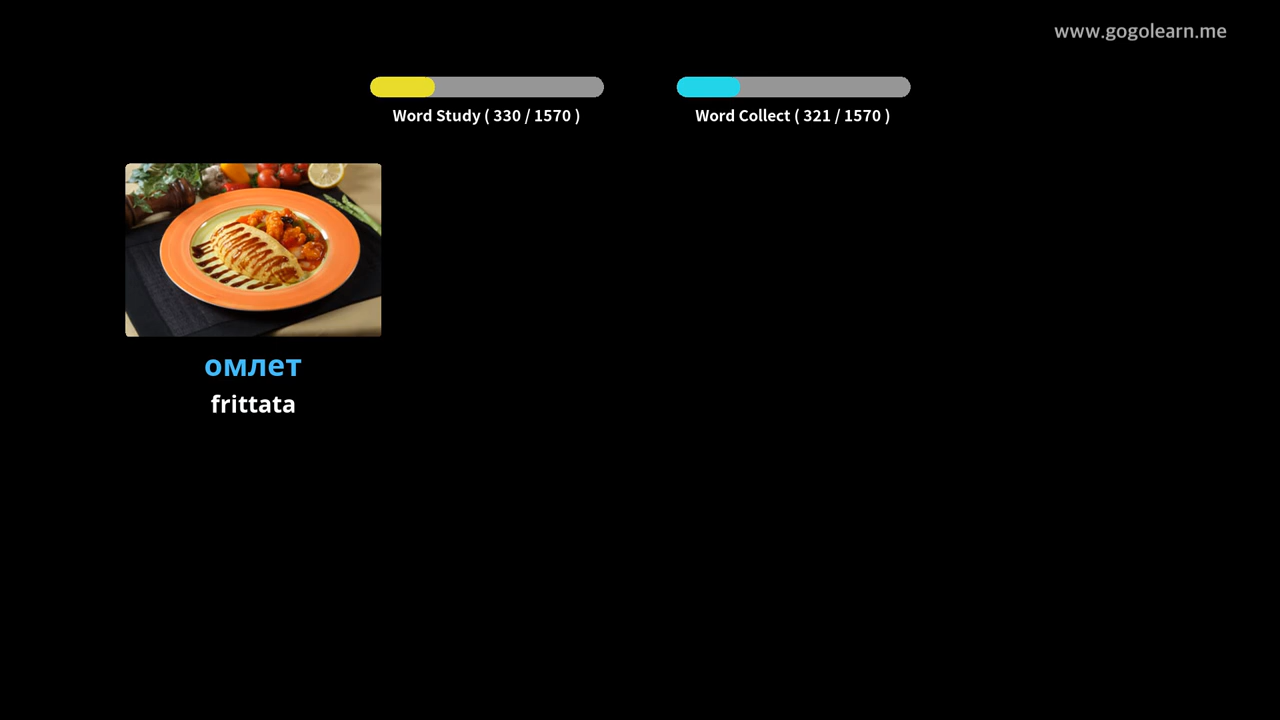 www.gogolearn.me
Word Study ( 330 / 1570 )
Word Collect ( 321 / 1570 )
омлет
frittata